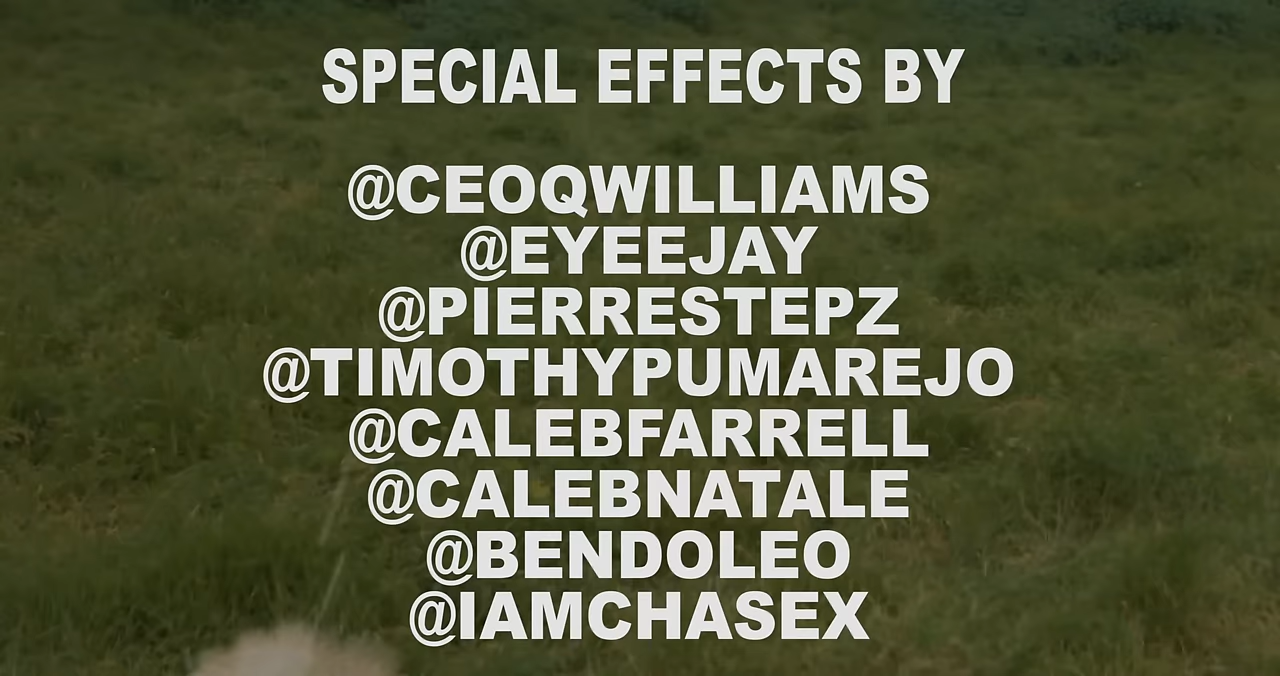 SPECIAL EFFECTS BY
@CEOQWILLIAMS
@EYEEJAY
@PIERRESTEPZ
@TIMOTHYPUMAREJO
@CALEBFARRELL
@CALEBNATALE
@BENDOLEO
@IAMCHASEX